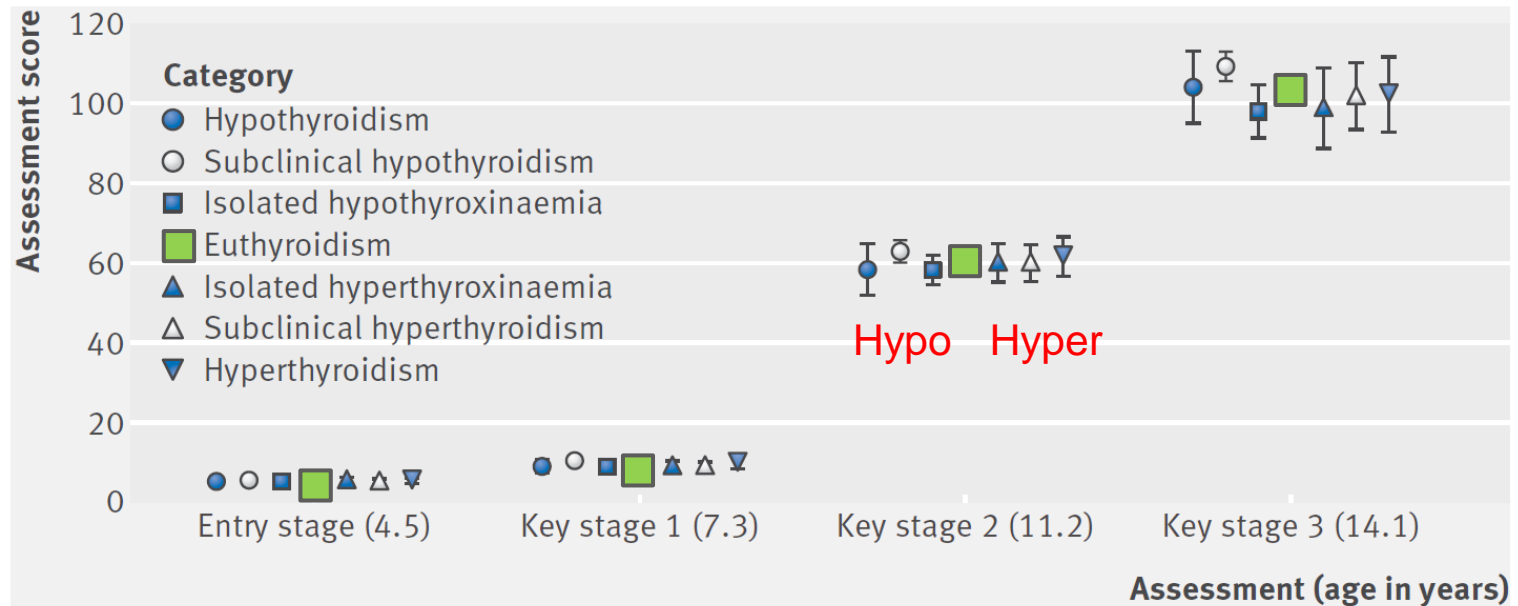 Assessment score
120
100
80
60
40
20
0
Category
Hypothyroidism
Subclinical hypothyroidism
Isolated hypothyroxinaemia
Euthyroidism
Isolated hyperthyroxinaemia
Subclinical hyperthyroidism
Hyperthyroidism
Hypo Hyper
Entry stage (4.5) Key stage 1 (7.3) Key stage 2 (11.2) Key stage 3 (14.1)
Assessment (age in years)